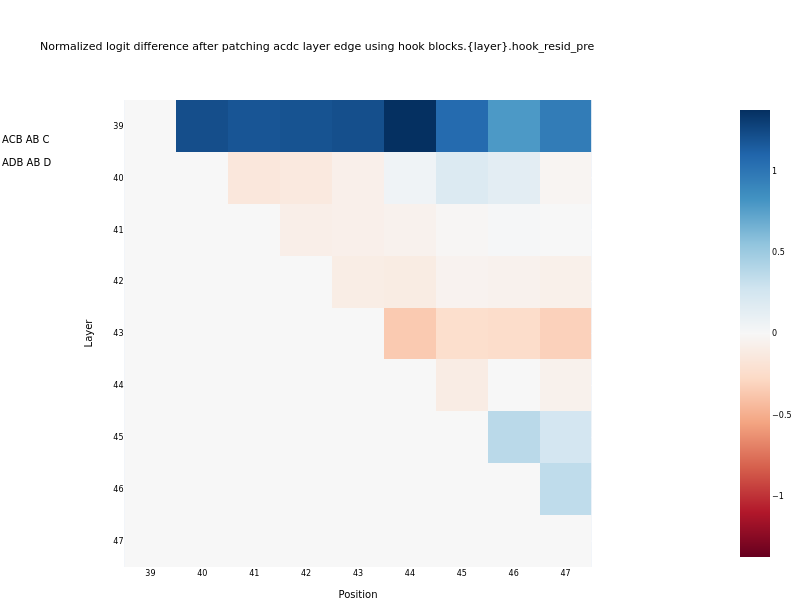 Normalized logit difference after patching acdc layer edge using hook blocks.{layer}.hook_resid_pre
ACB AB C
ADB AB D
Layer
39
40
41
42
43
44
45
46
47
39 40 41 42 43 44 45 46 47
Position
1
0.5
0
−0.5
−1